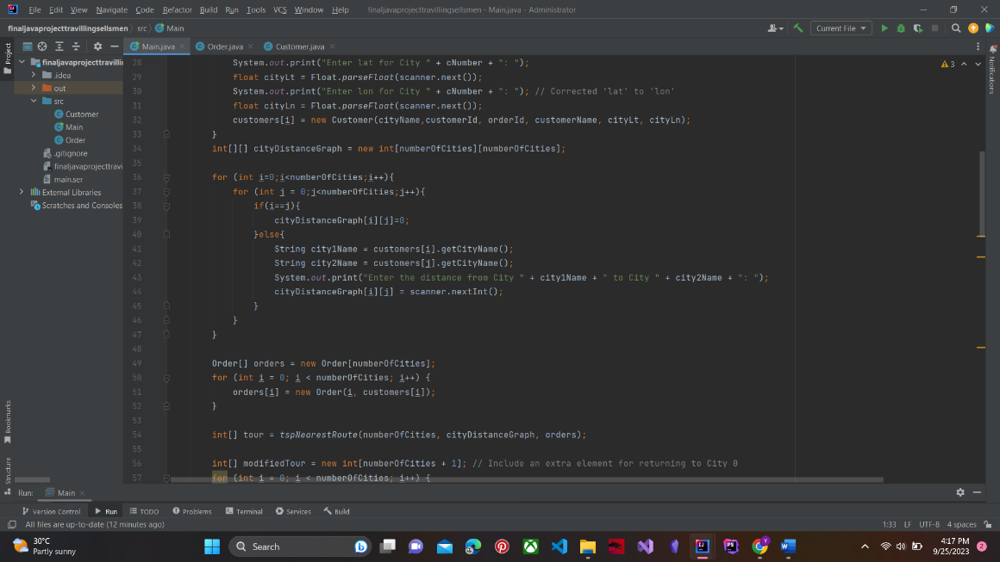 File Edit View Navigate Code Refactor Build Run Tools VCS Window Help finaljavaprojecttravillingsellsmen - Main.java - Administrator
finaljavaprojecttravillingsellsmen src Main Current File
Project Main.java Order.java Customer.java
finaljavaprojecttravillin
.idea
out
src
Customer
Main
Order
.gitignore
finaljavaprojecttravi
main.ser
External Libraries
Scratches and Consoles
28 System.out.print("Enter lat for City " + cNumber + ": "); 3
29 float cityLt = Float.parseFloat(scanner.next());
30 System.out.print("Enter lon for City " + cNumber + ": "); // Corrected 'lat' to 'lon'
31 float cityLn = Float.parseFloat(scanner.next());
32 customers[i] = new Customer(cityName,customerId, orderId, customerName, cityLt, cityLn);
33 }
34 int[][] cityDistanceGraph = new int[numberOfCities][numberOfCities];
35
36 for (int i=0;i<numberOfCities;i++){
37 for (int j = 0;j<numberOfCities;j++){
38 if(i==j){
39 cityDistanceGraph[i][j]=0;
40 }else{
41 String city1Name = customers[i].getCityName();
42 String city2Name = customers[j].getCityName();
43 System.out.print("Enter the distance from City " + city1Name + " to City " + city2Name + ": ");
44 cityDistanceGraph[i][j] = scanner.nextInt();
45 }
46 }
47 }
48
49 Order[] orders = new Order[numberOfCities];
50 for (int i = 0; i < numberOfCities; i++) {
51 orders[i] = new Order(i, customers[i]);
52 }
53
54 int[] tour = tspNearestRoute(numberOfCities, cityDistanceGraph, orders);
55
56 int[] modifiedTour = new int[numberOfCities + 1]; // Include an extra element for returning to City 0
57 for (int i = 0; i < numberOfCities; i++) {
Notifications
Bookmarks
Structure
Run: Main
Version Control Run TODO Problems Terminal Services Build
All files are up-to-date (12 minutes ago) 1:33 LF UTF-8 4 spaces
30°C
Partly sunny
Search
4:17 PM
9/25/2023
2